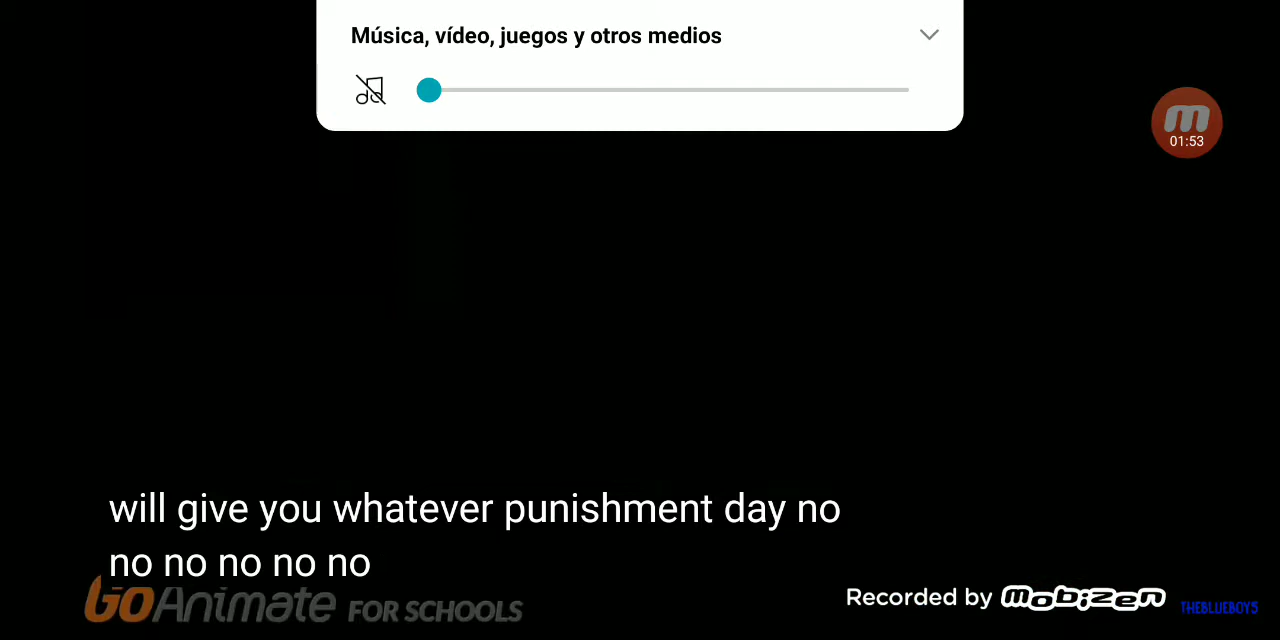 Música, vídeo, juegos y otros medios
m
01:53
will give you whatever punishment day no
no no no no no
GoAnimate FOR SCHOOLS
Recorded by mobizen
THEBLUEBOY5